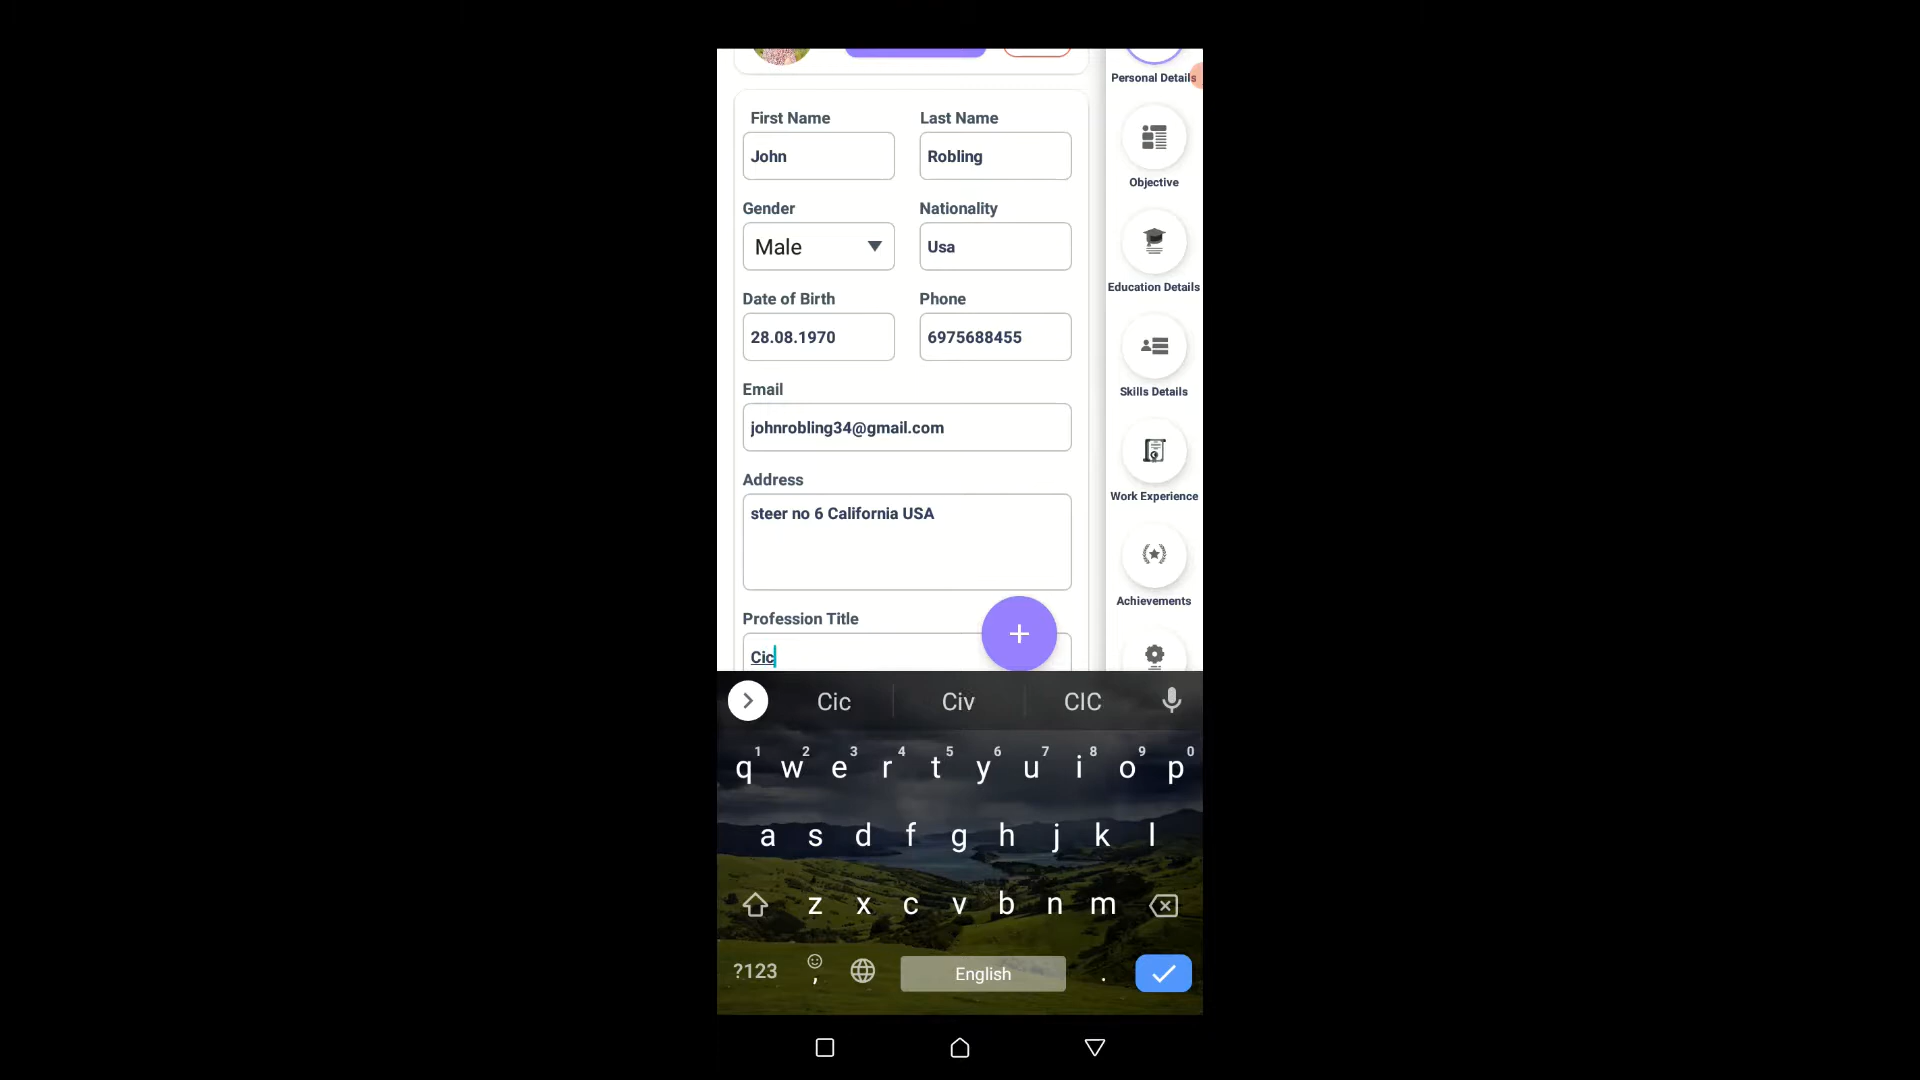 Personal Details
First Name Last Name
John Robling
Objective
Gender Nationality
Male Usa
Education Details
Date of Birth Phone
28.08.1970 6975688455
Email
Skills Details
johnrobling34@gmail.com
Address
Work Experience
steer no 6 California USA
Achievements
Profession Title
Cic
Cic Civ CIC
1 2 3 4 5 6 7 8 9 0
q w e r t y u i o p
a s d f g h j k l
z x c v b n m
?123 , English .